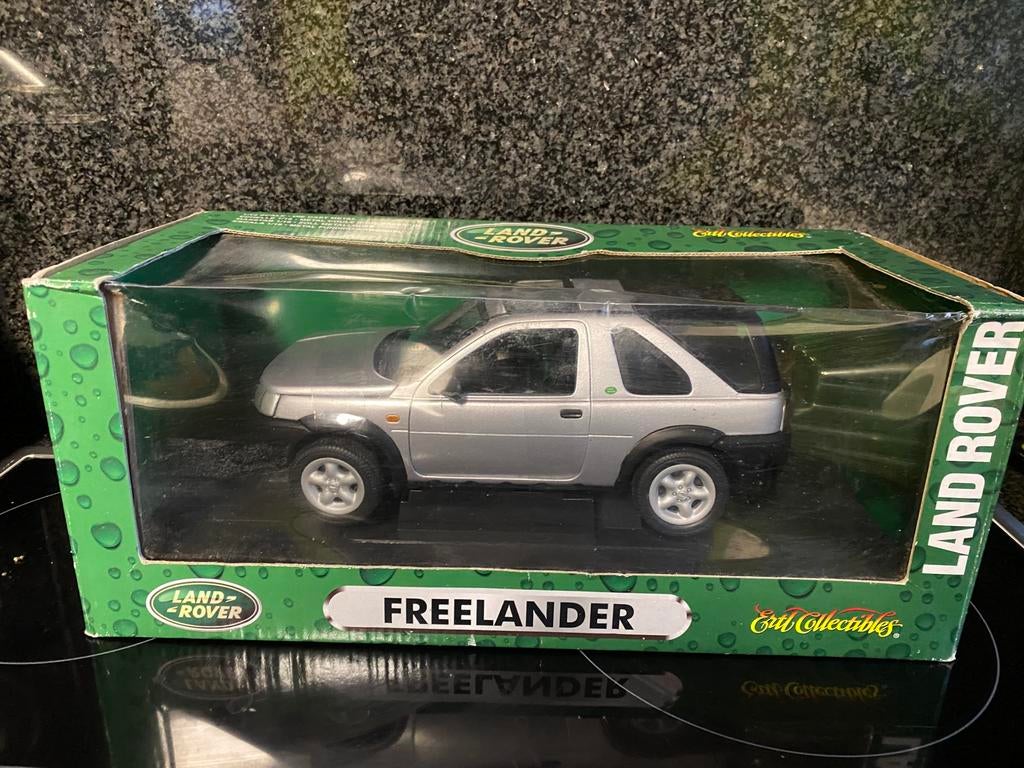 LAND-
-ROVER
Ertl Collectibles
LAND ROVER
LAND-
-ROVER
FREELANDER
Ertl Collectibles®